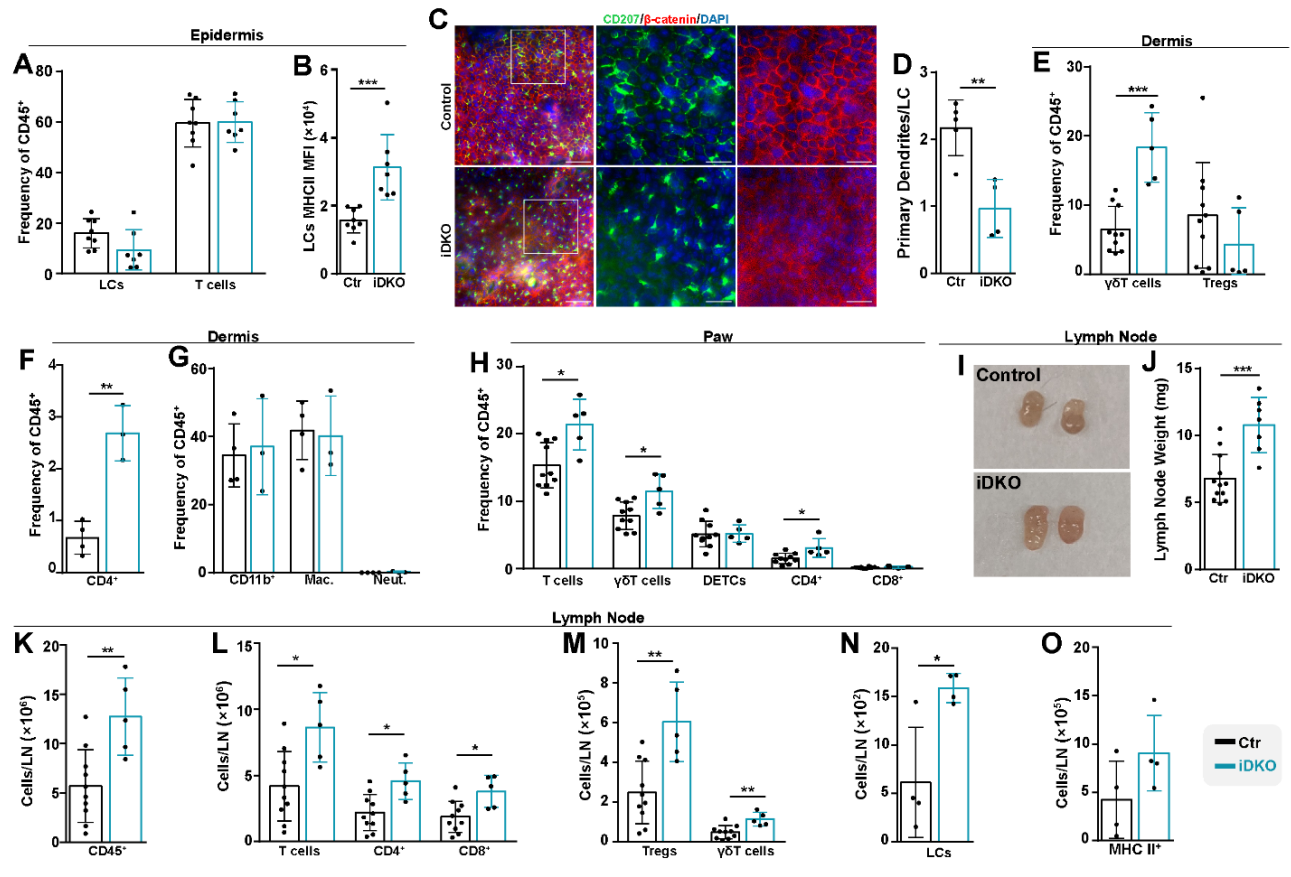 CD207/β-catenin/DAPI
Epidermis
Dermis
A
B
C
D
E
Frequency of CD45⁺
80
60
40
20
0
LCs
T cells
LCs MHCII MFI (×10⁴)
6
4
2
0
***
Ctr
iDKO
Control
iDKO
Primary Dendrites/LC
3
2
1
0
**
Ctr
iDKO
Frequency of CD45⁺
30
20
10
0
***
γδT cells
Tregs
Dermis
Paw
Lymph Node
F
G
H
I
J
Frequency of CD45⁺
4
3
2
1
0
**
CD4⁺
Frequency of CD45⁺
60
40
20
0
CD11b⁺
Mac.
Neut.
Frequency of CD45⁺
30
20
10
0
*
*
*
T cells
γδT cells
DETCs
CD4⁺
CD8⁺
Control
iDKO
Lymph Node Weight (mg)
15
10
5
0
***
Ctr
iDKO
Lymph Node
K
L
M
N
O
Cells/LN (×10⁶)
20
15
10
5
0
**
CD45⁺
Cells/LN (×10⁶)
15
10
5
0
*
*
*
T cells
CD4⁺
CD8⁺
Cells/LN (×10⁵)
10
8
6
4
2
0
**
**
Tregs
γδT cells
Cells/LN (×10²)
20
15
10
5
0
*
LCs
Cells/LN (×10⁵)
20
15
10
5
0
MHC II⁺
Ctr
iDKO